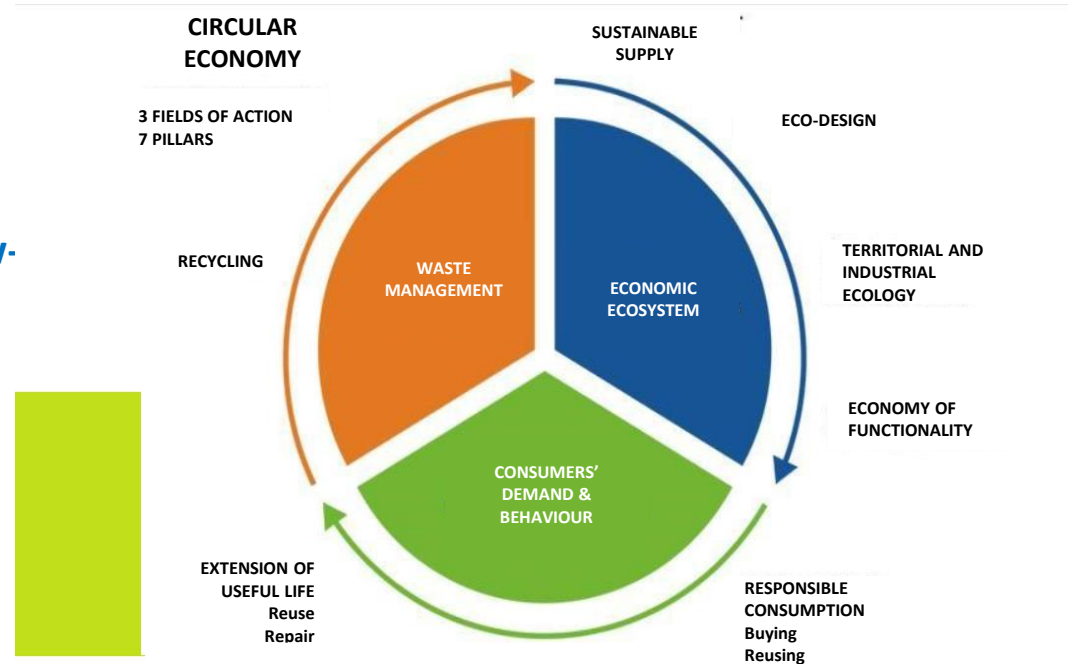 CIRCULAR
ECONOMY
3 FIELDS OF ACTION
7 PILLARS
SUSTAINABLE
SUPPLY
ECO-DESIGN
TERRITORIAL AND
INDUSTRIAL
ECOLOGY
ECONOMY OF
FUNCTIONALITY
RECYCLING
WASTE
MANAGEMENT
ECONOMIC
ECOSYSTEM
CONSUMERS’
DEMAND &
BEHAVIOUR
EXTENSION OF
USEFUL LIFE
Reuse
Repair
RESPONSIBLE
CONSUMPTION
Buying
Reusing